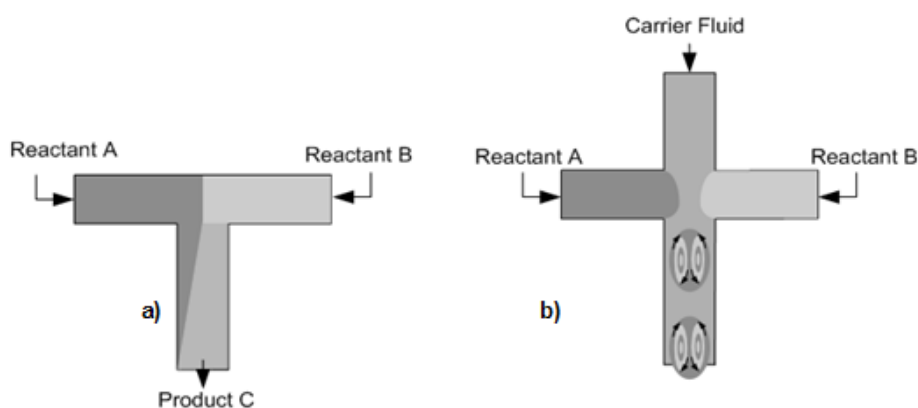 Carrier Fluid
Reactant A
Reactant B
Reactant A
Reactant B
a)
b)
Product C